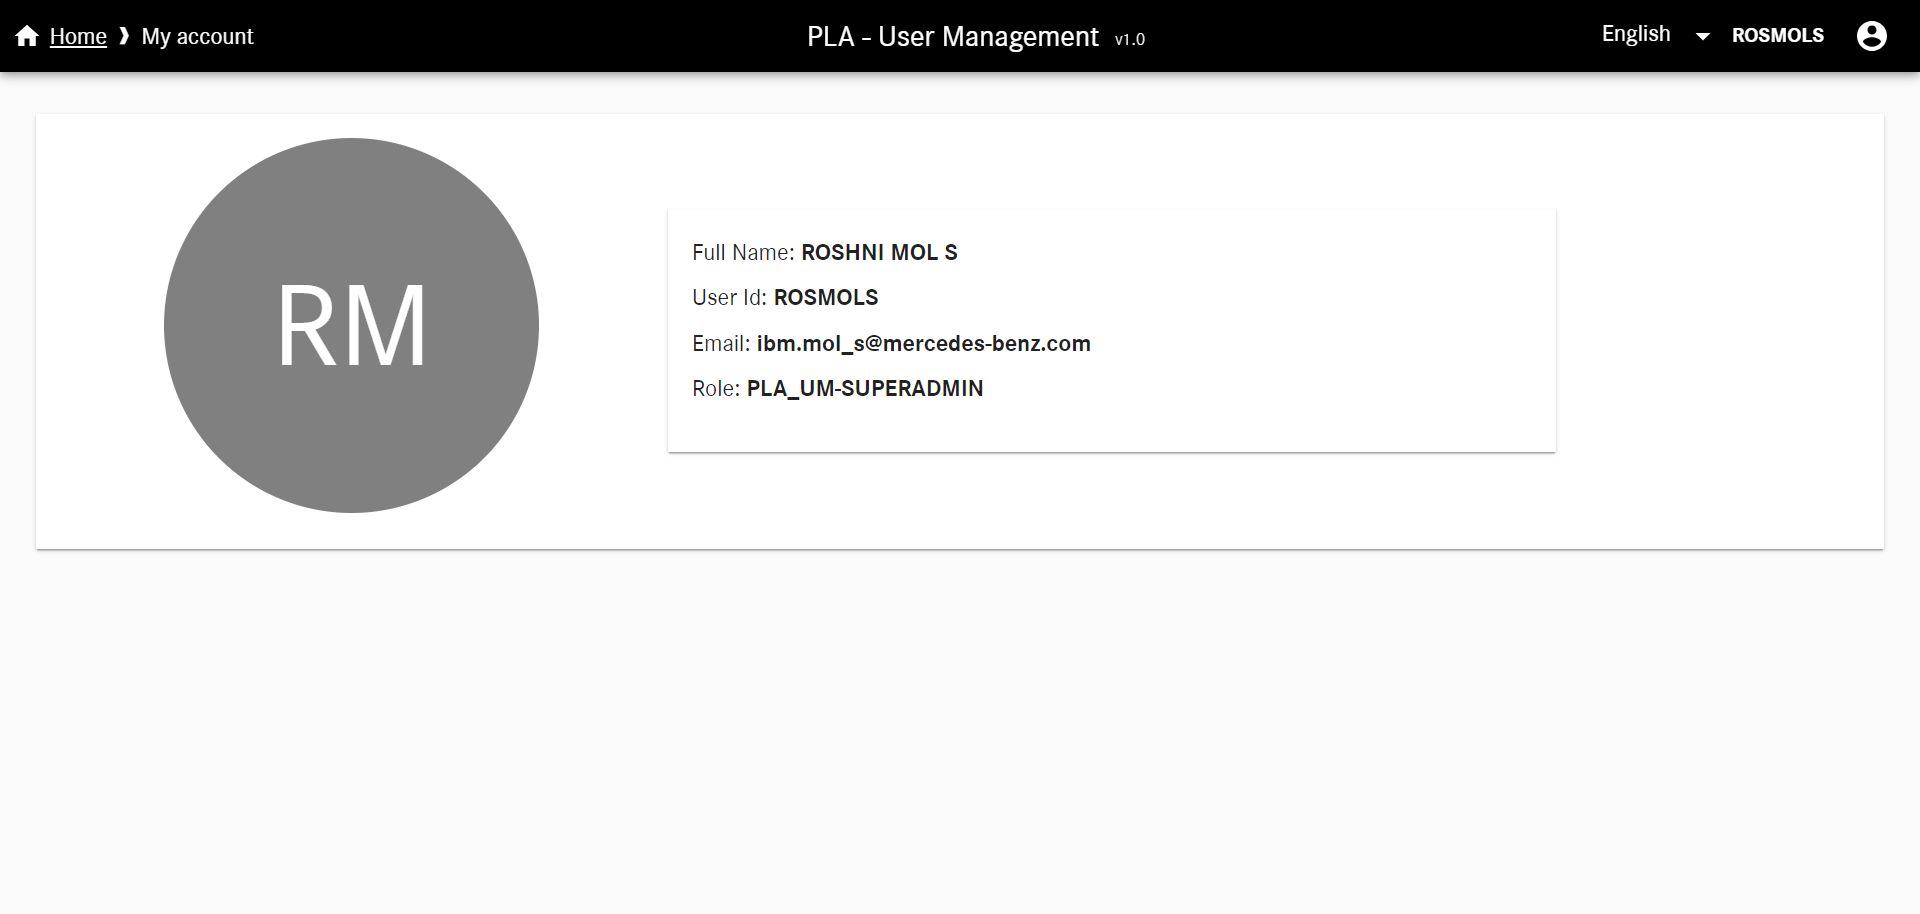 Home ❱ My account
PLA - User Management v1.0
English
ROSMOLS
RM
Full Name: ROSHNI MOL S
User Id: ROSMOLS
Email: ibm.mol_s@mercedes-benz.com
Role: PLA_UM-SUPERADMIN